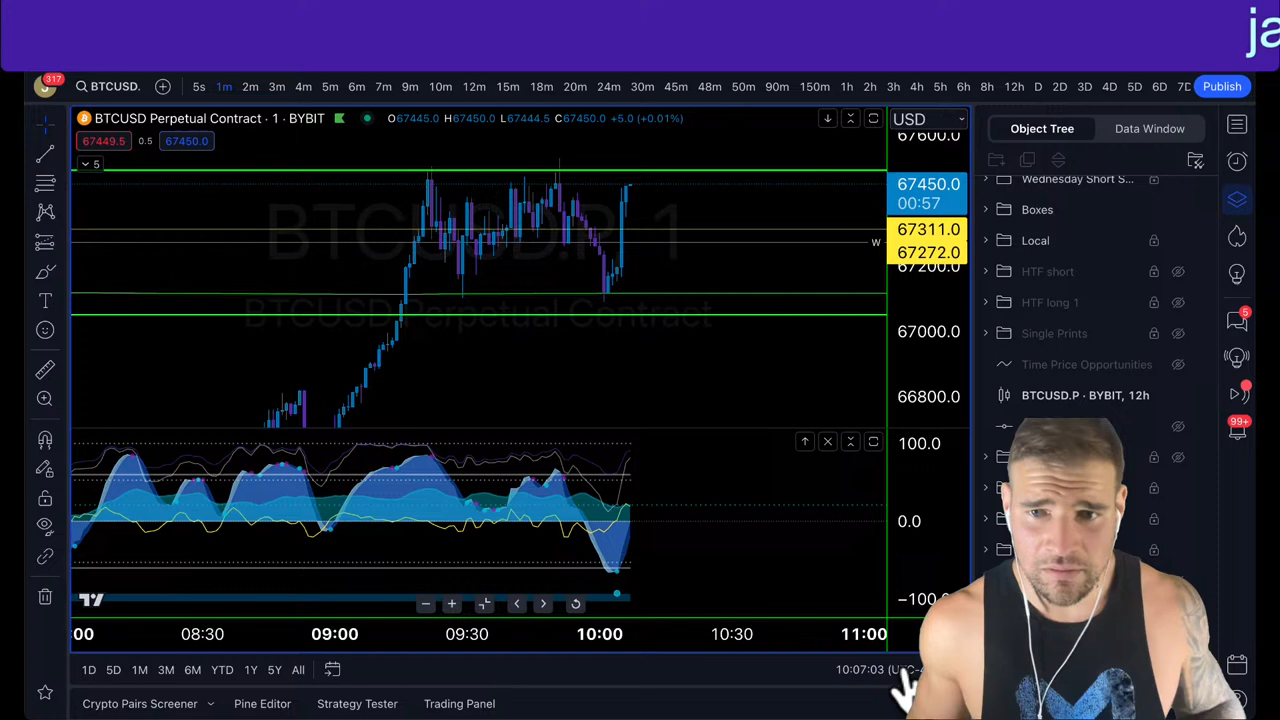 ja
317
BTCUSD.
5s 1m 2m 3m 4m 5m 6m 7m 9m 10m 12m 15m 18m 20m 24m 30m 45m 48m 50m 90m 150m 1h 2h 3h 4h 5h 6h 8h 12h D 2D 3D 4D 5D 6D 7D
Publish
BTCUSD Perpetual Contract · 1 · BYBIT
O67445.0 H67450.0 L67444.5 C67450.0 +5.0 (+0.01%)
USD
67449.5 0.5 67450.0
5
Object Tree Data Window
67600.0
67450.0
00:57
67311.0
67272.0
67200.0
67000.0
66800.0
W
BTCUSD.P · 1
BTCUSD Perpetual Contract
Wednesday Short S...
Boxes
Local
HTF short
HTF long 1
Single Prints
Time Price Opportunities
BTCUSD.P · BYBIT, 12h
5
99+
100.0
0.0
−100.0
:00 08:30 09:00 09:30 10:00 10:30 11:00
1D 5D 1M 3M 6M YTD 1Y 5Y All
10:07:03
Crypto Pairs Screener Pine Editor Strategy Tester Trading Panel